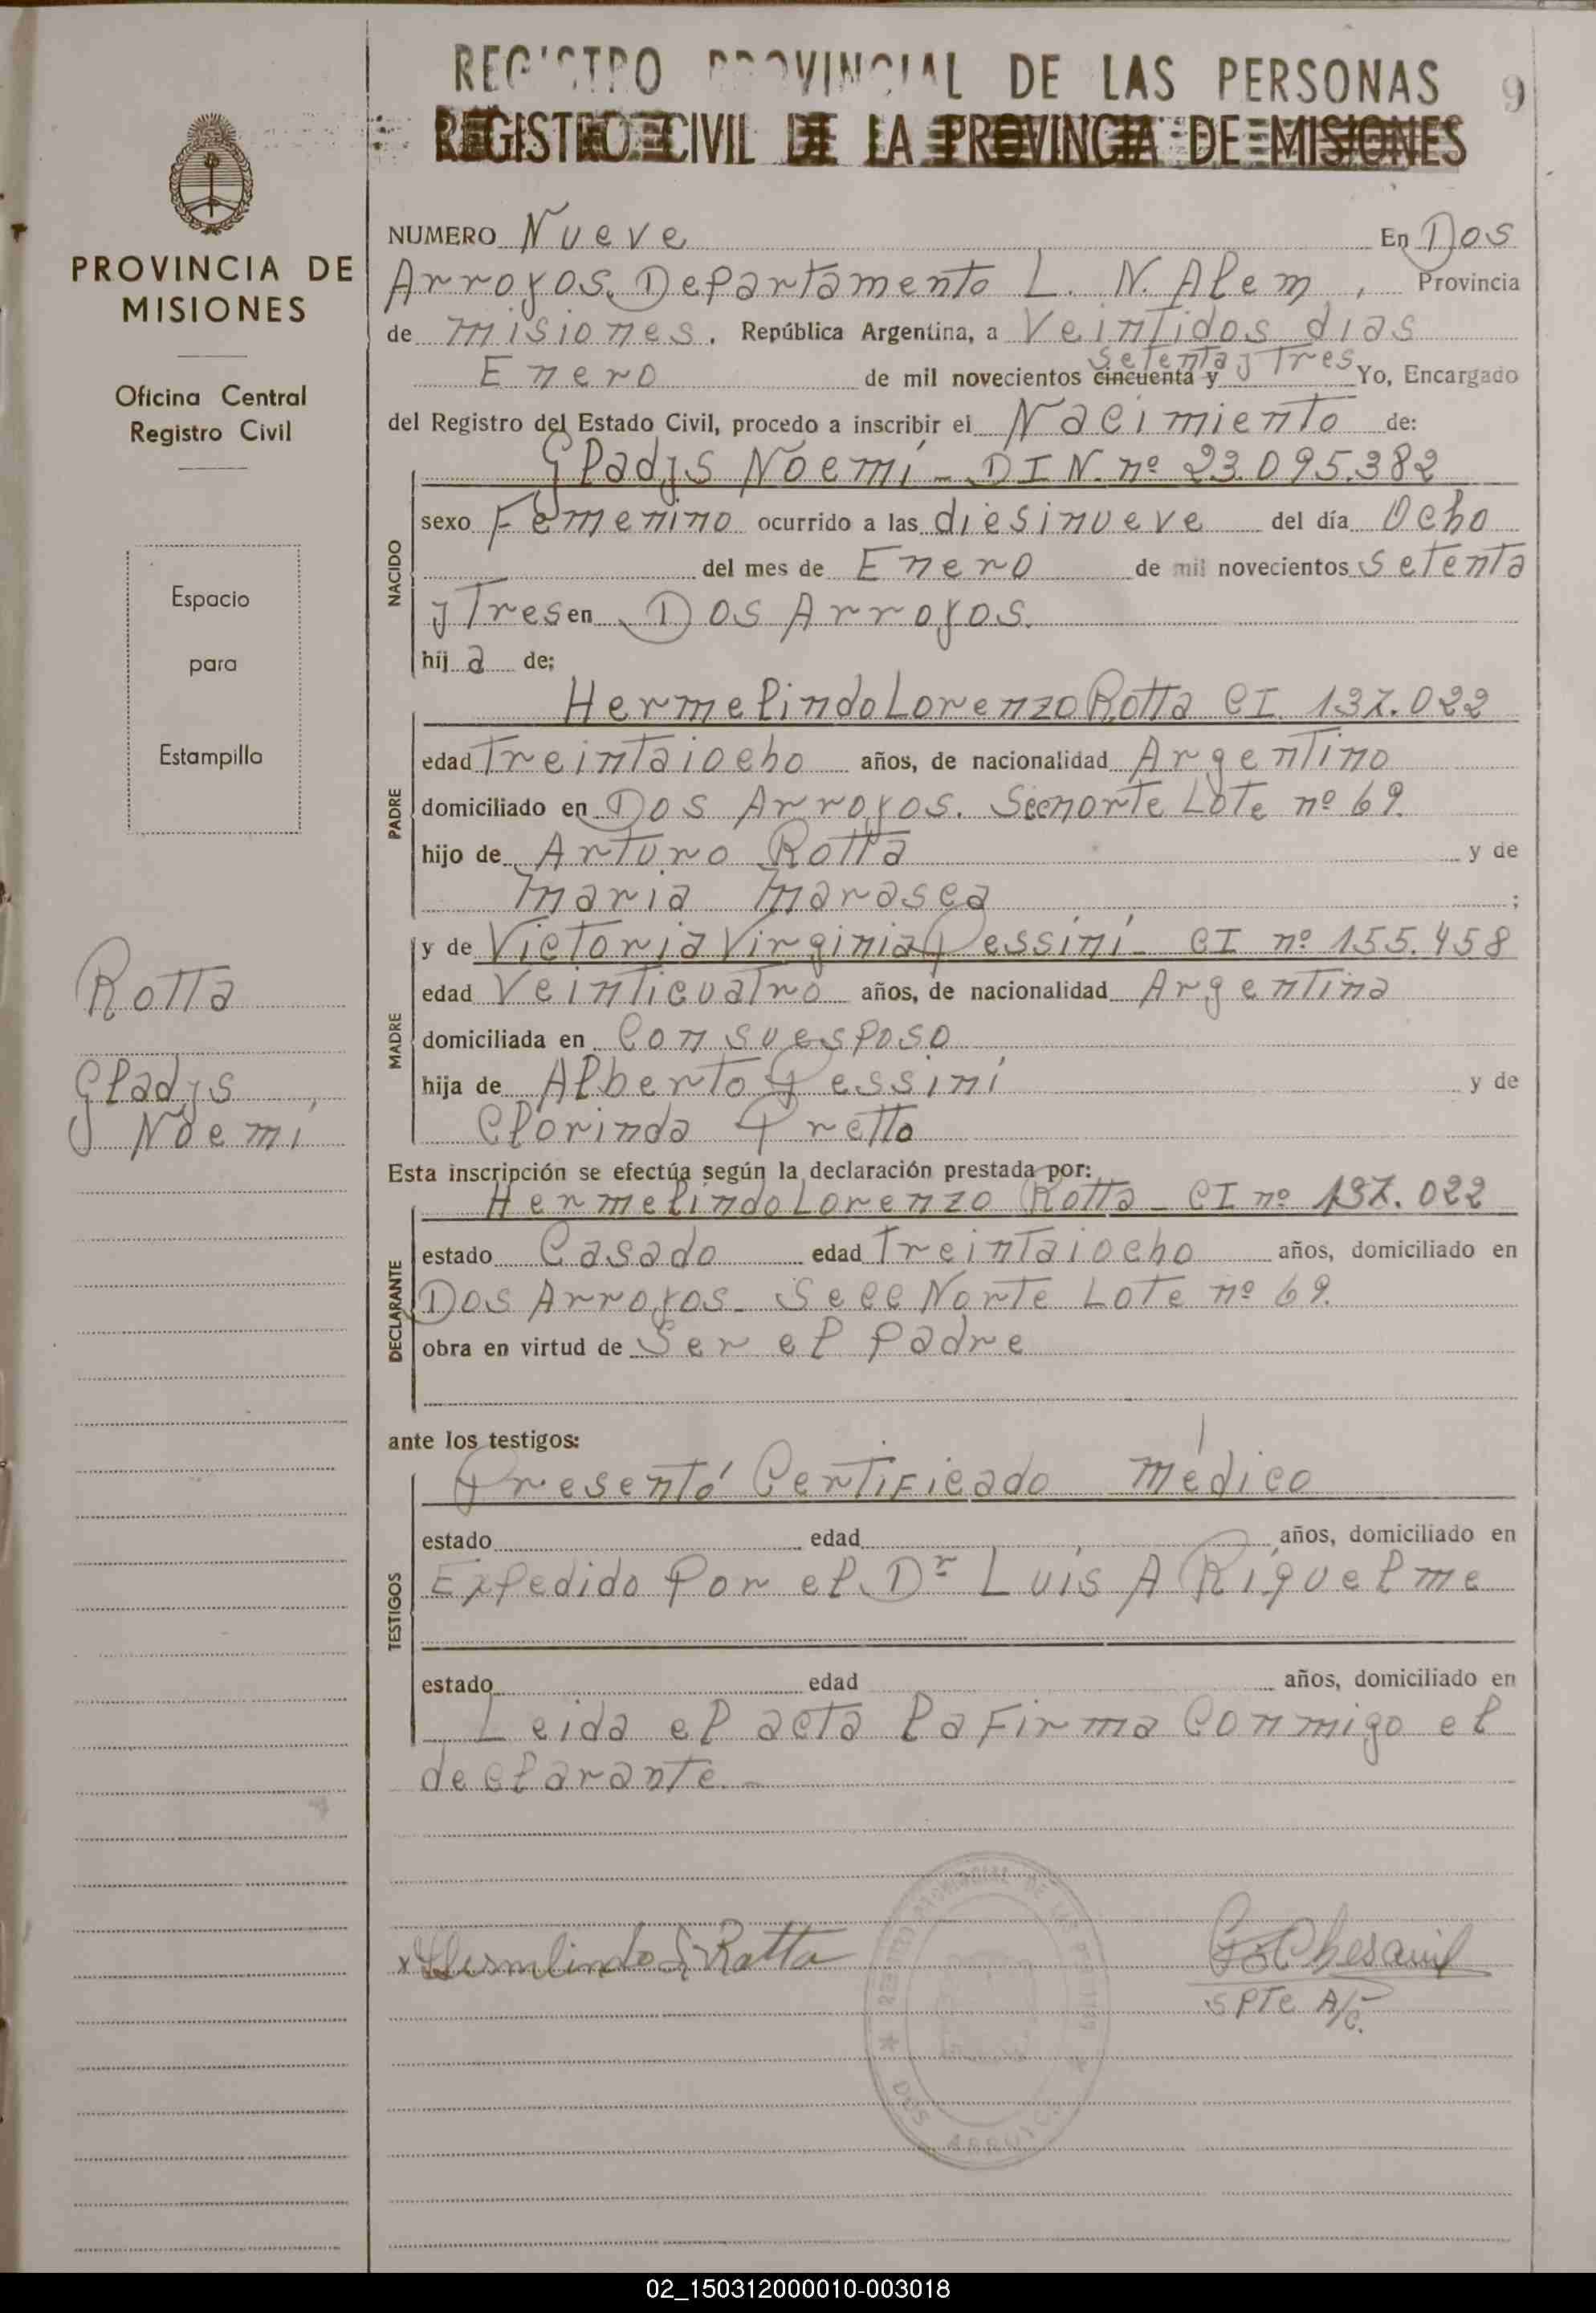 REGISTRO PROVINCIAL DE LAS PERSONAS
9
REGISTRO CIVIL DE LA PROVINCIA DE MISIONES
PROVINCIA DE
MISIONES
Oficina Central
Registro Civil
Espacio
para
Estampilla
Rotta
Gladys
Noemí
NUMERO Nueve En Dos
Arroyos, Departamento L. N. Alem, Provincia
de Misiones. República Argentina, a Veintidos dias
setenta y Tres
Enero de mil novecientos cincuenta y Yo, Encargado
del Registro del Estado Civil, procedo a inscribir el Nacimiento de:
NACIDO
Gladys Noemí - D I N. nº 23.095.382
sexo Femenino ocurrido a las diesinueve del día Ocho
del mes de Enero de mil novecientos setenta
y Tres en Dos Arroyos.
hij a de;
PADRE
Hermelindo Lorenzo Rotta CI 137.022
edad Treintaiocho años, de nacionalidad Argentino
domiciliado en Dos Arroyos. Secnorte Lote nº 69.
hijo de Arturo Rotta y de
Maria Marasca ;
MADRE
y de Victoria Virginia Pessini - CI nº 155.458
edad Veinticuatro años, de nacionalidad Argentina
domiciliada en Con su esposo
hija de Alberto Pessini y de
Clorinda Pretto
Esta inscripción se efectúa según la declaración prestada por:
DECLARANTE
Hermelindo Lorenzo Rotta - CI nº 137.022
estado Casado edad Treintaiocho años, domiciliado en
Dos Arroyos - Secc Norte Lote nº 69.
obra en virtud de Ser el Padre
ante los testigos:
TESTIGOS
Presentó Certificado Médico
estado edad años, domiciliado en
Expedido Por el Dr Luis A Riquelme
estado edad años, domiciliado en
Leida el acta la Firma Conmigo el
declarante. -
x Hermelindo L Rotta
SPTe A/C.
DOS ARROYOS
02_150312000010-003018